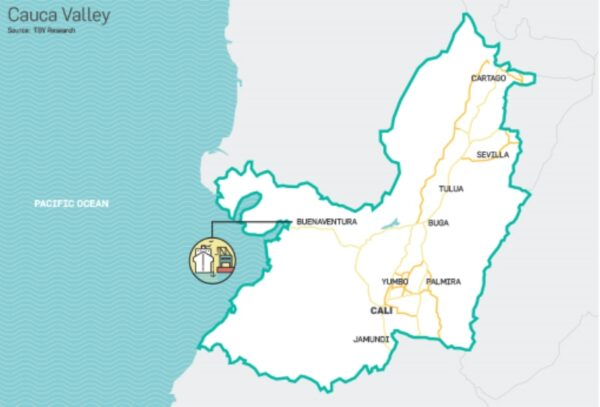 Cauca Valley
Source: TBY Research
CARTAGO
SEVILLA
TULUA
PACIFIC OCEAN
BUENAVENTURA
BUGA
YUMBO
PALMIRA
CALI
JAMUNDI